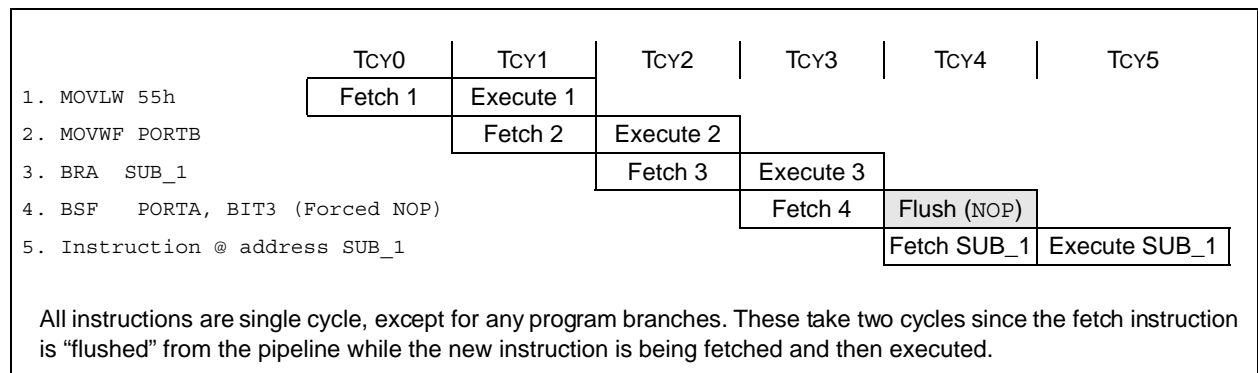 TCY0 TCY1 TCY2 TCY3 TCY4 TCY5
1. MOVLW 55h Fetch 1 Execute 1
2. MOVWF PORTB Fetch 2 Execute 2
3. BRA SUB_1 Fetch 3 Execute 3
4. BSF PORTA, BIT3 (Forced NOP) Fetch 4 Flush (NOP)
5. Instruction @ address SUB_1 Fetch SUB_1 Execute SUB_1
All instructions are single cycle, except for any program branches. These take two cycles since the fetch instruction
is “flushed” from the pipeline while the new instruction is being fetched and then executed.